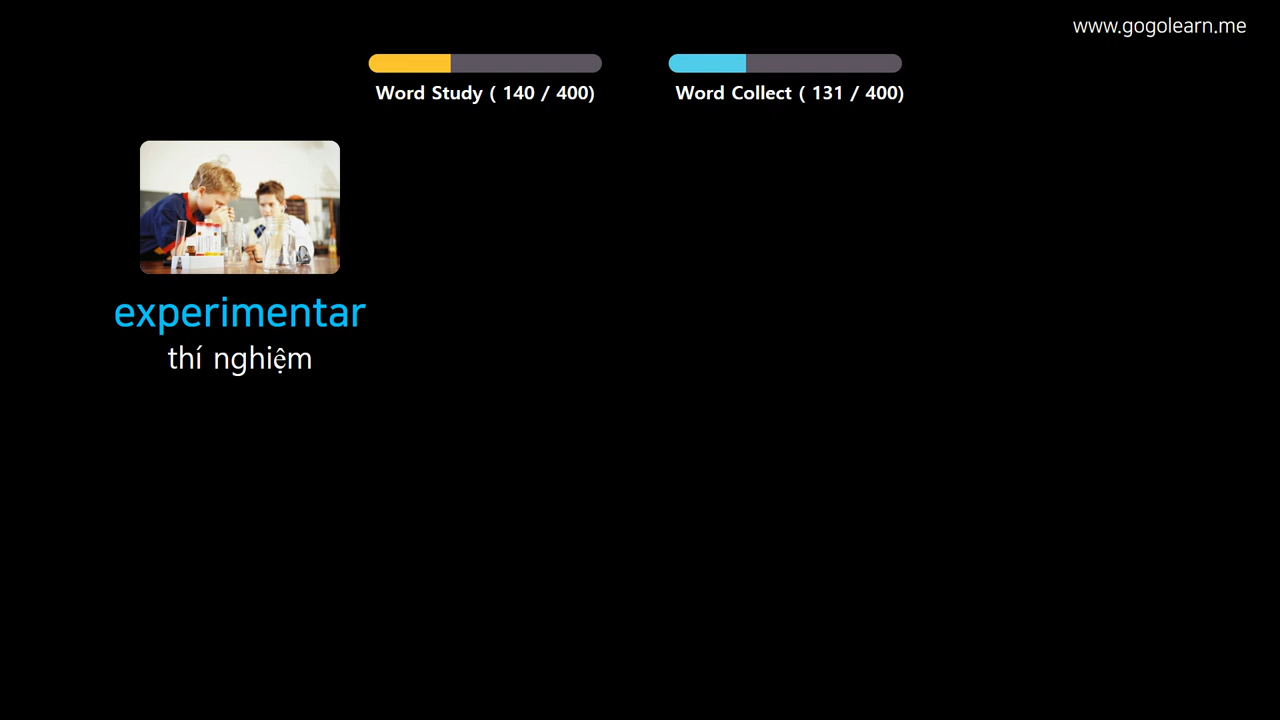 www.gogolearn.me
Word Study ( 140 / 400)
Word Collect ( 131 / 400)
experimentar
thí nghiệm